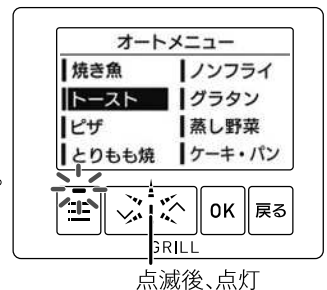 オートメニュー
焼き魚 ノンフライ
トースト グラタン
ピザ 蒸し野菜
とりもも焼 ケーキ・パン
。
OK 戻る
GRILL
点滅後、点灯